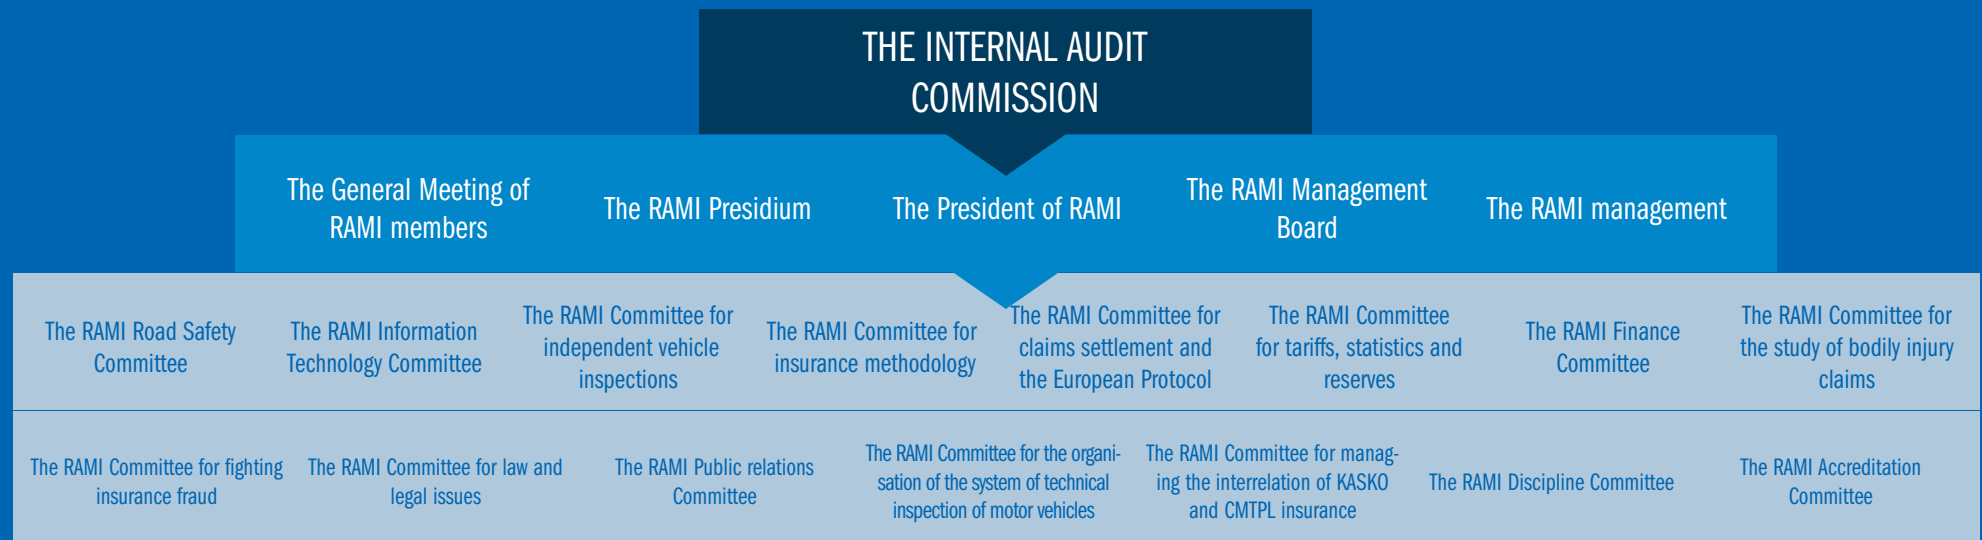 THE INTERNAL AUDIT
COMMISSION
The General Meeting of
RAMI members
The RAMI Presidium
The President of RAMI
The RAMI Management
Board
The RAMI management
The RAMI Road Safety
Committee
The RAMI Information
Technology Committee
The RAMI Committee for
independent vehicle
inspections
The RAMI Committee for
insurance methodology
The RAMI Committee for
claims settlement and
the European Protocol
The RAMI Committee
for tariffs, statistics and
reserves
The RAMI Finance
Committee
The RAMI Committee for
the study of bodily injury
claims
The RAMI Committee for fighting
insurance fraud
The RAMI Committee for law and
legal issues
The RAMI Public relations
Committee
The RAMI Committee for the organi-
sation of the system of technical
inspection of motor vehicles
The RAMI Committee for manag-
ing the interrelation of KASKO
and CMTPL insurance
The RAMI Discipline Committee
The RAMI Accreditation
Committee